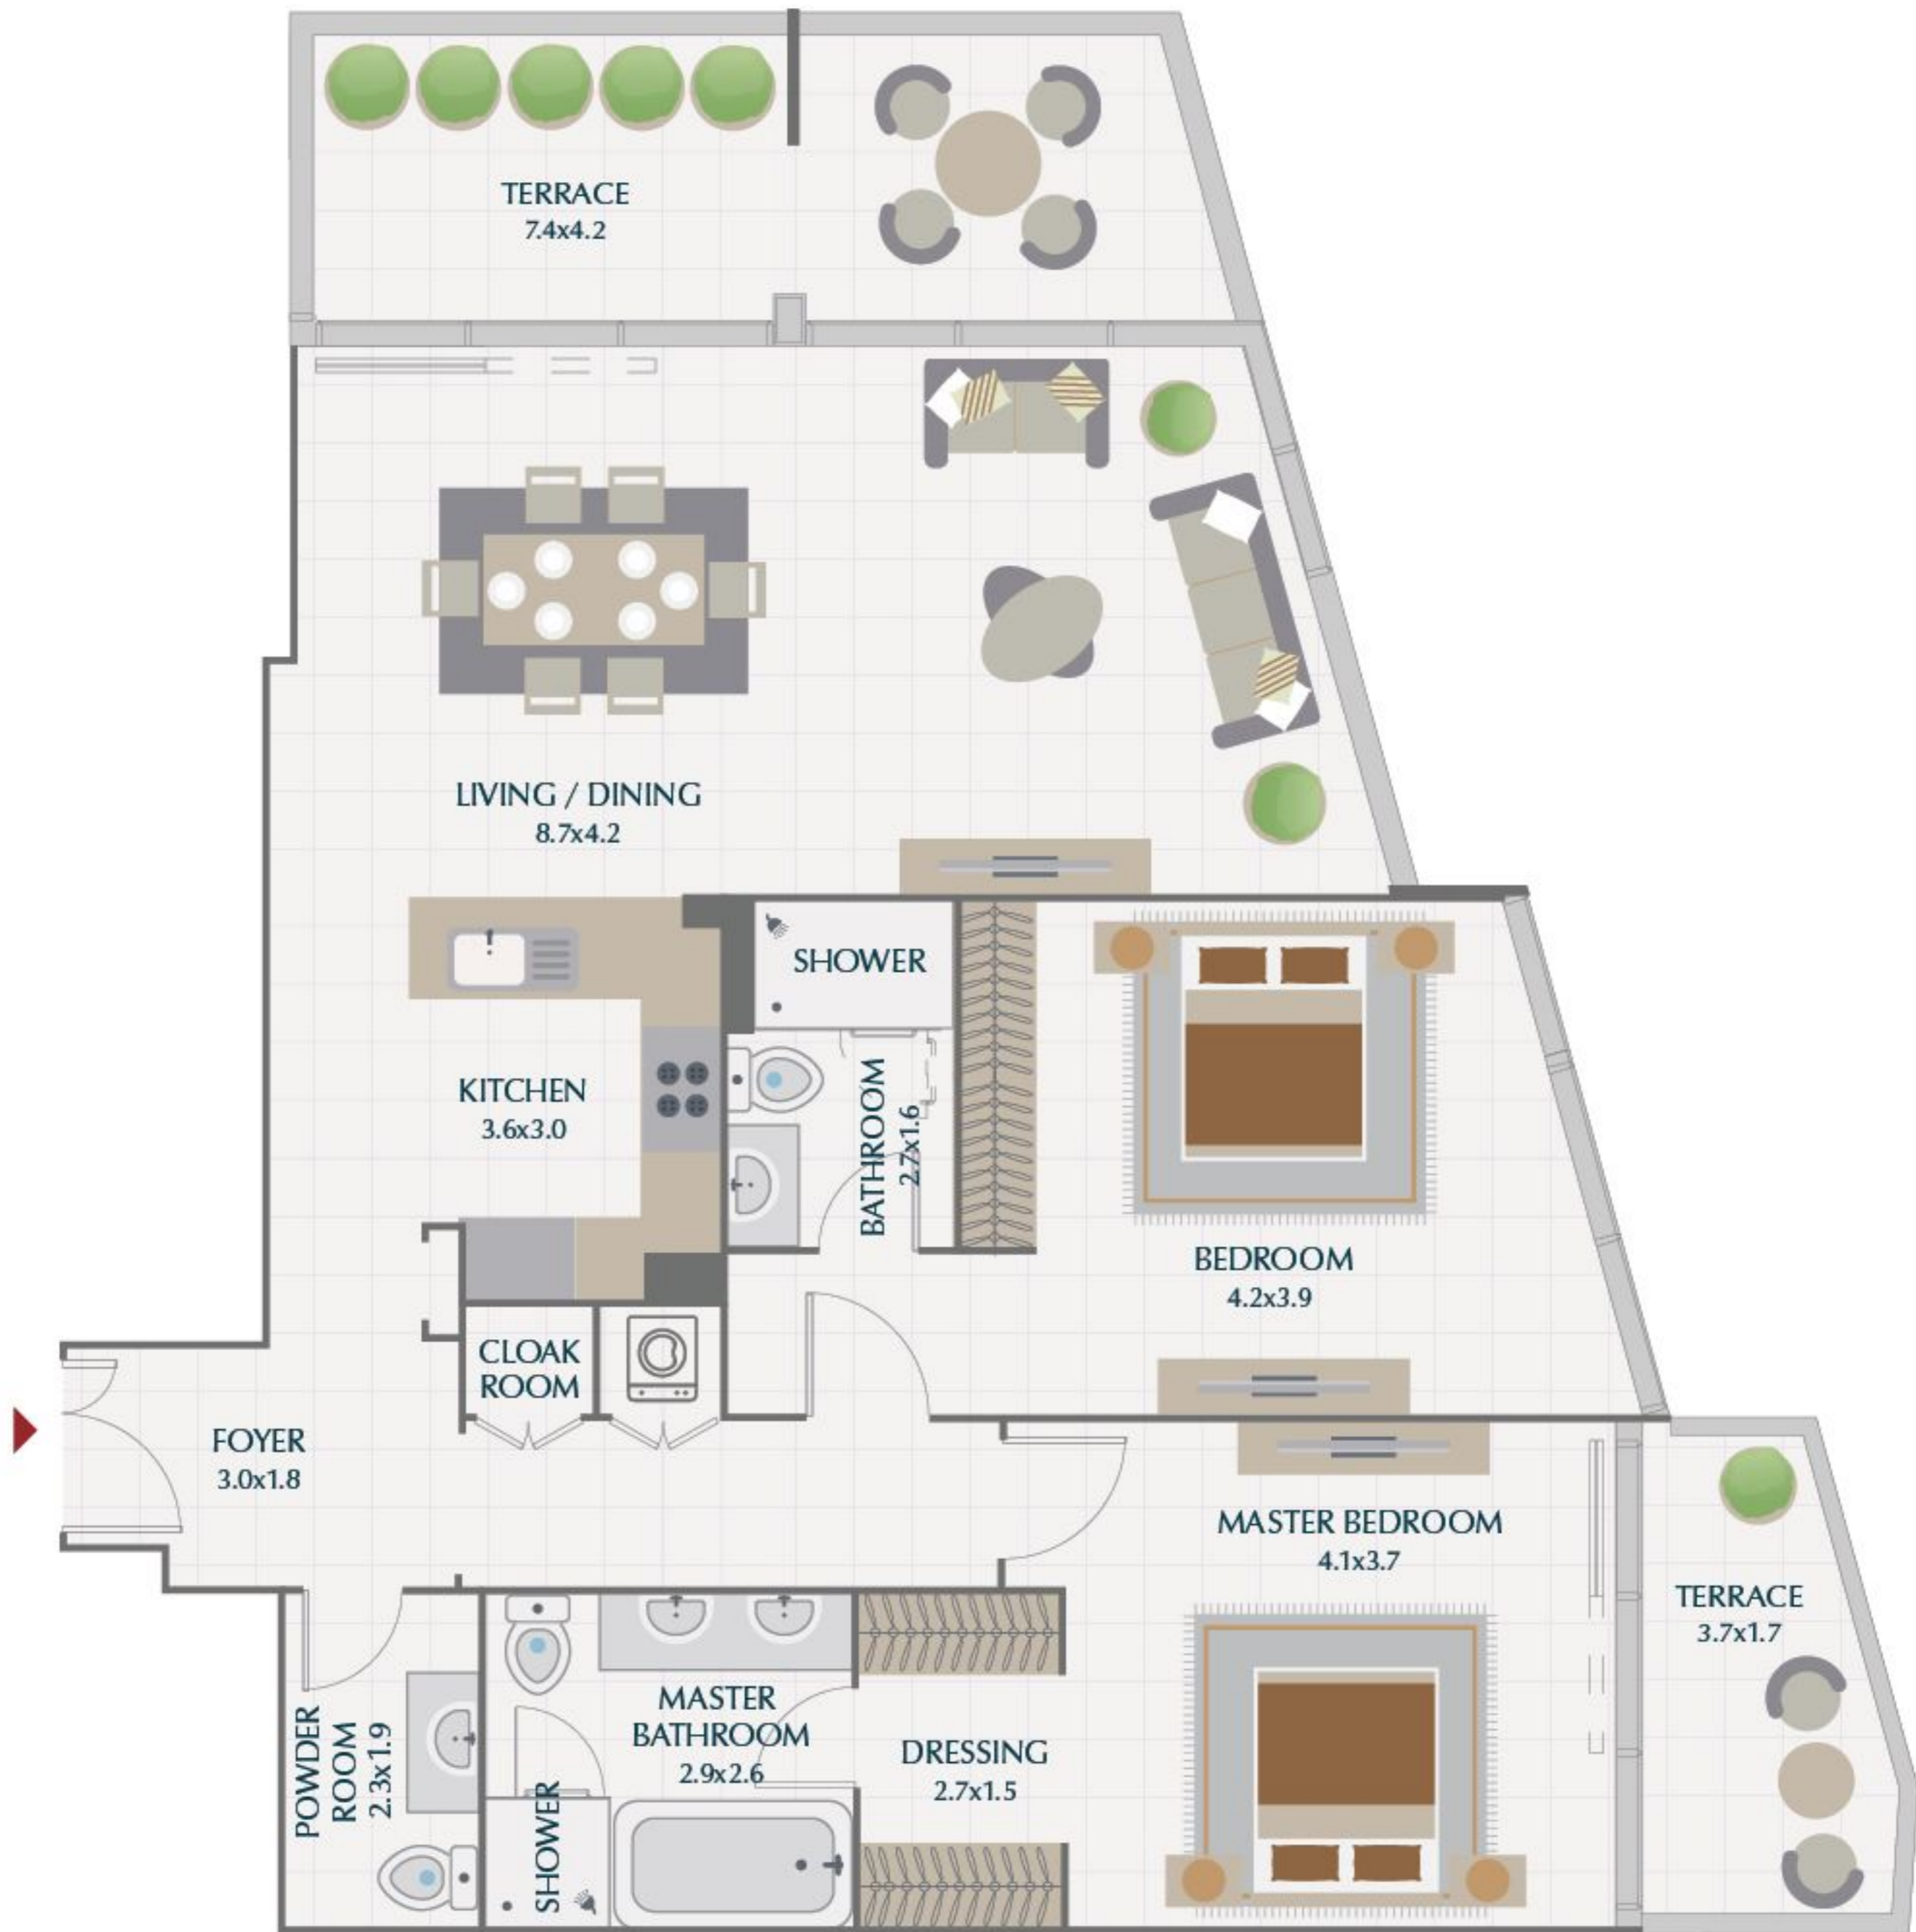 TERRACE
7.4x4.2
LIVING / DINING
8.7x4.2
SHOWER
KITCHEN
3.6x3.0
BATHROOM
2.7x1.6
BEDROOM
4.2x3.9
CLOAK
ROOM
FOYER
3.0x1.8
MASTER BEDROOM
4.1x3.7
TERRACE
3.7x1.7
POWDER
ROOM
2.3x1.9
MASTER
BATHROOM
2.9x2.6
SHOWER
DRESSING
2.7x1.5